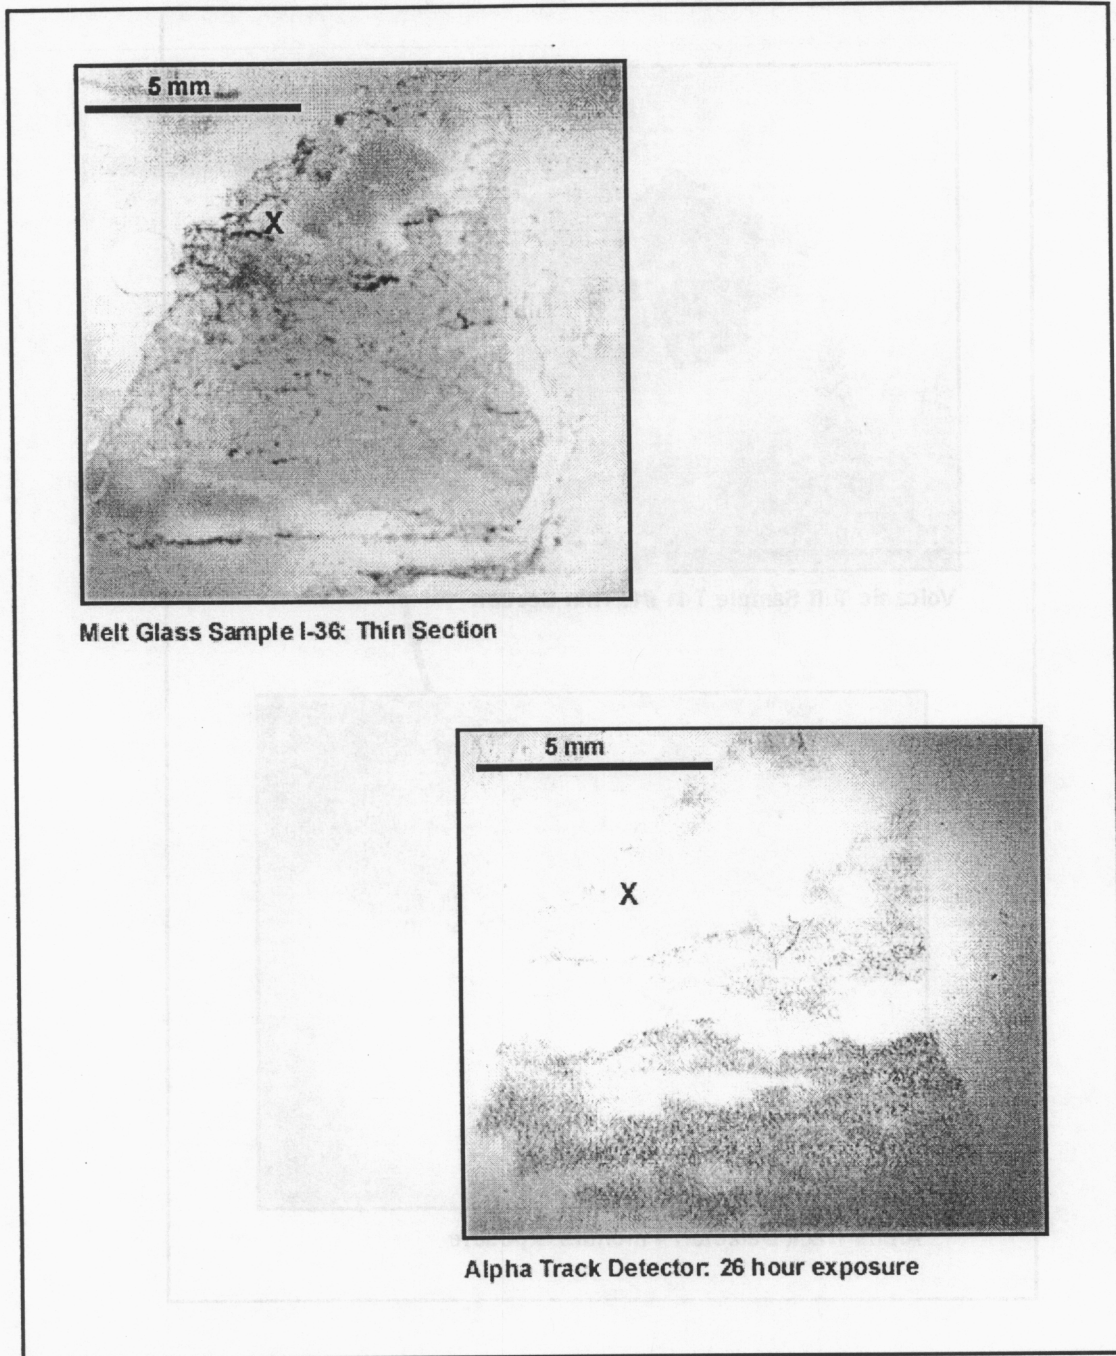 5 mm
X
Melt Glass Sample I-36: Thin Section
5 mm
X
Alpha Track Detector: 26 hour exposure